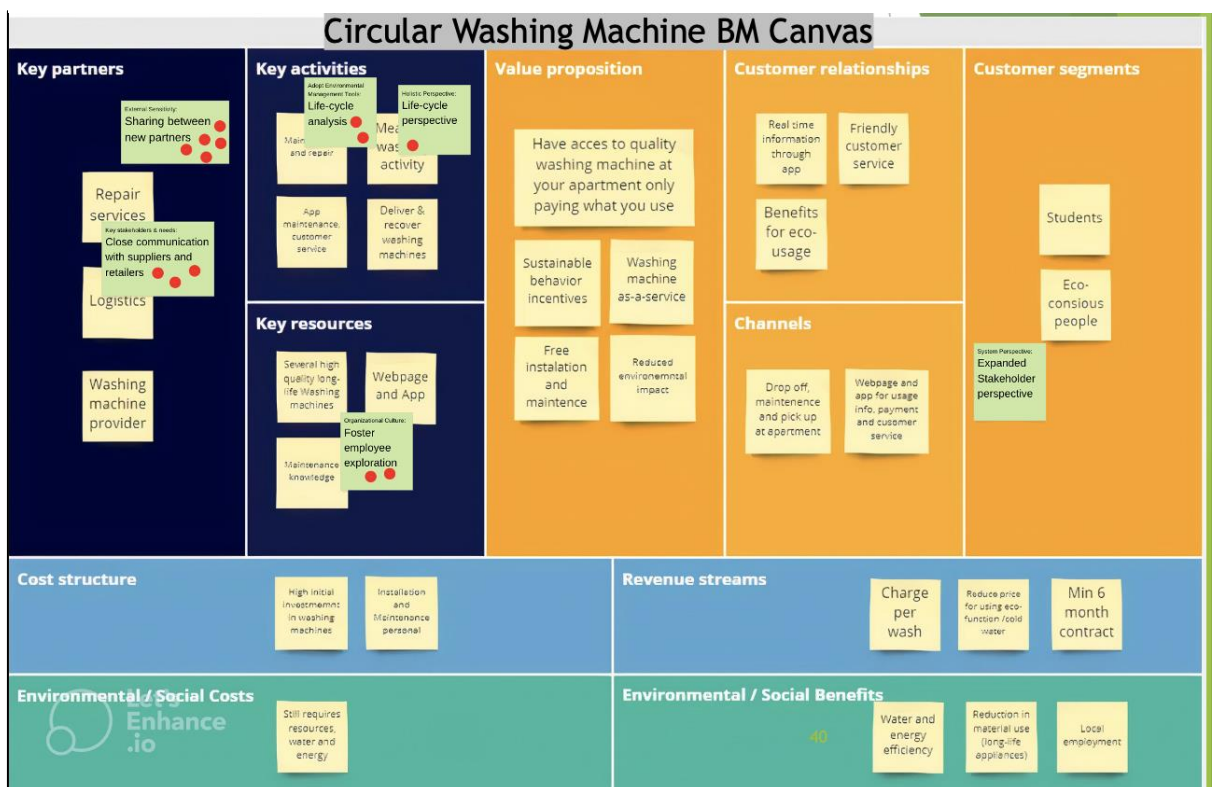 Circular Washing Machine BM Canvas
Key partners
External Sensitivity:
Sharing between
new partners
Repair
services
Key stakeholders & needs:
Close communication
with suppliers and
retailers
Logistics
Washing
machine
provider
Key activities
Adopt Environmental
Management Tools:
Life-cycle
analysis
Holistic Perspective:
Life-cycle
perspective
and repair
activity
App
maintenance,
customer
service
Deliver &
recover
washing
machines
Key resources
Several high
quality long-
life Washing
machines
Webpage
and App
Organizational Culture:
Foster
employee
exploration
Maintenance
knowledge
Value proposition
Have acces to quality
washing machine at
your apartment only
paying what you use
Sustainable
behavior
incentives
Washing
machine
as-a-service
Free
instalation
and
maintence
Reduced
environemntal
impact
Customer relationships
Real time
information
through
app
Friendly
customer
service
Benefits
for eco-
usage
Channels
Drop off,
maintenence
and pick up
at apartment
Webpage and
app for usage
info, payment
and cusomer
service
Customer segments
Students
Eco-
consious
people
System Perspective:
Expanded
Stakeholder
perspective
Cost structure
High initial
investmemnt
in washing
machines
Installation
and
Maintenance
personal
Revenue streams
Charge
per
wash
Reduce price
for using eco-
function /cold
water
Min 6
month
contract
Environmental / Social Costs
Let's
Enhance
.io
Still requires
resources,
water and
energy
Environmental / Social Benefits
40
Water and
energy
efficiency
Reduction in
material use
(long-life
appliances)
Local
employment